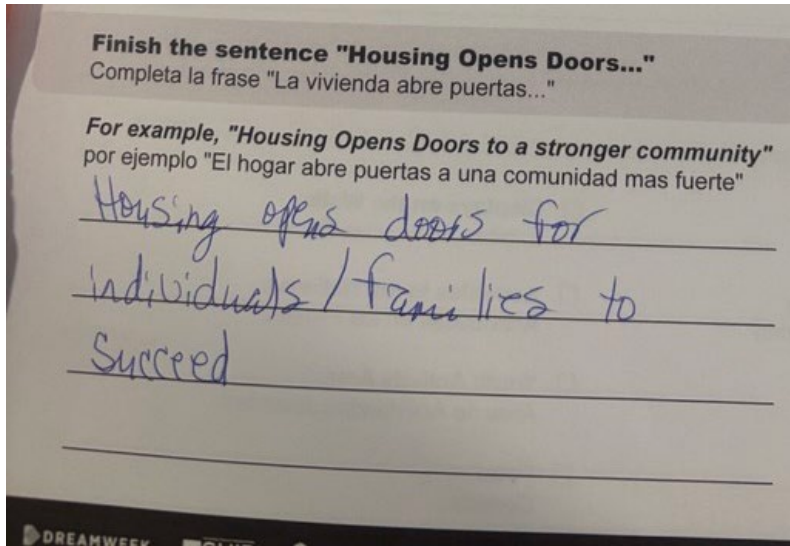 Finish the sentence "Housing Opens Doors..."
Completa la frase "La vivienda abre puertas..."
For example, "Housing Opens Doors to a stronger community"
por ejemplo "El hogar abre puertas a una comunidad mas fuerte"
Housing opens doors for
individuals/families to
Succeed
DREAMWEEK